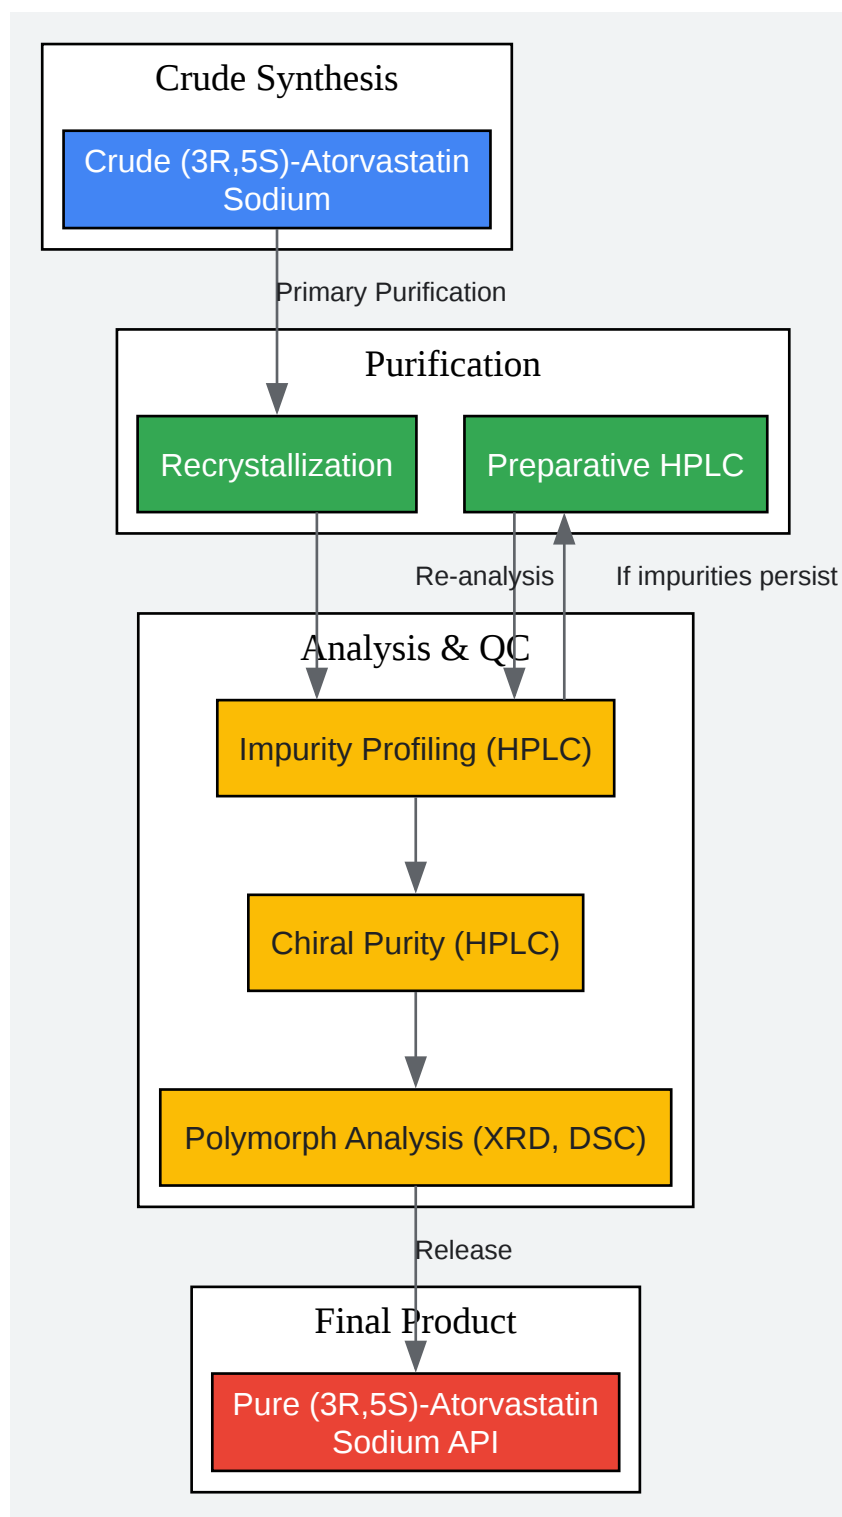 Crude Synthesis
Crude (3R,5S)-Atorvastatin
Sodium
Primary Purification
Purification
Recrystallization
Preparative HPLC
Re-analysis
If impurities persist
Analysis & QC
Impurity Profiling (HPLC)
Chiral Purity (HPLC)
Polymorph Analysis (XRD, DSC)
Release
Final Product
Pure (3R,5S)-Atorvastatin
Sodium API